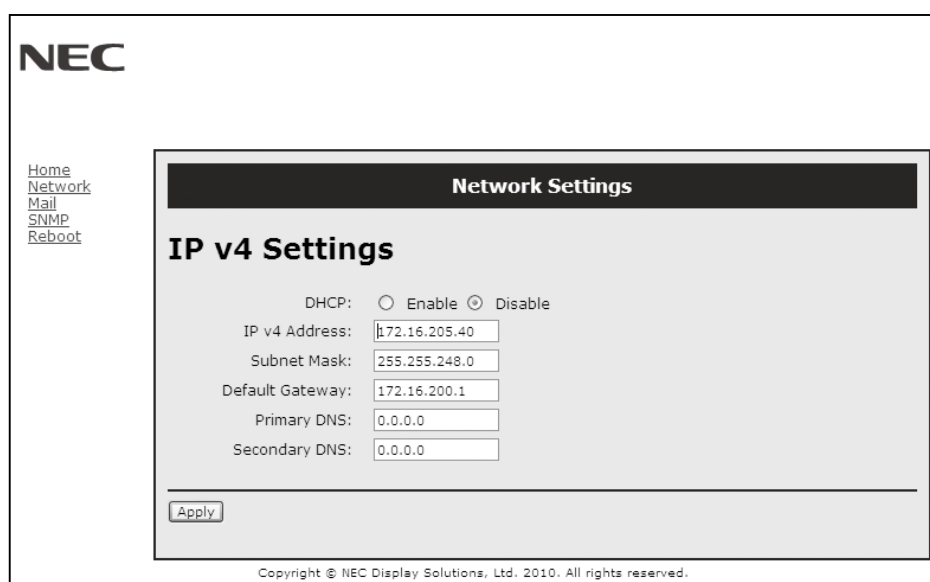 NEC
Home
Network
Mail
SNMP
Reboot
Network Settings
IP v4 Settings
DHCP: Enable Disable
IP v4 Address: 172.16.205.40
Subnet Mask: 255.255.248.0
Default Gateway: 172.16.200.1
Primary DNS: 0.0.0.0
Secondary DNS: 0.0.0.0
Apply
Copyright © NEC Display Solutions, Ltd. 2010. All rights reserved.